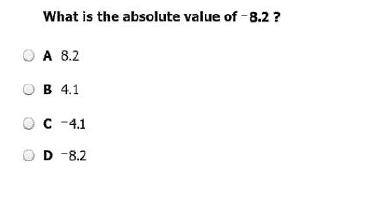 What is the absolute value of ⁻8.2 ?
A 8.2
B 4.1
C ⁻4.1
D ⁻8.2